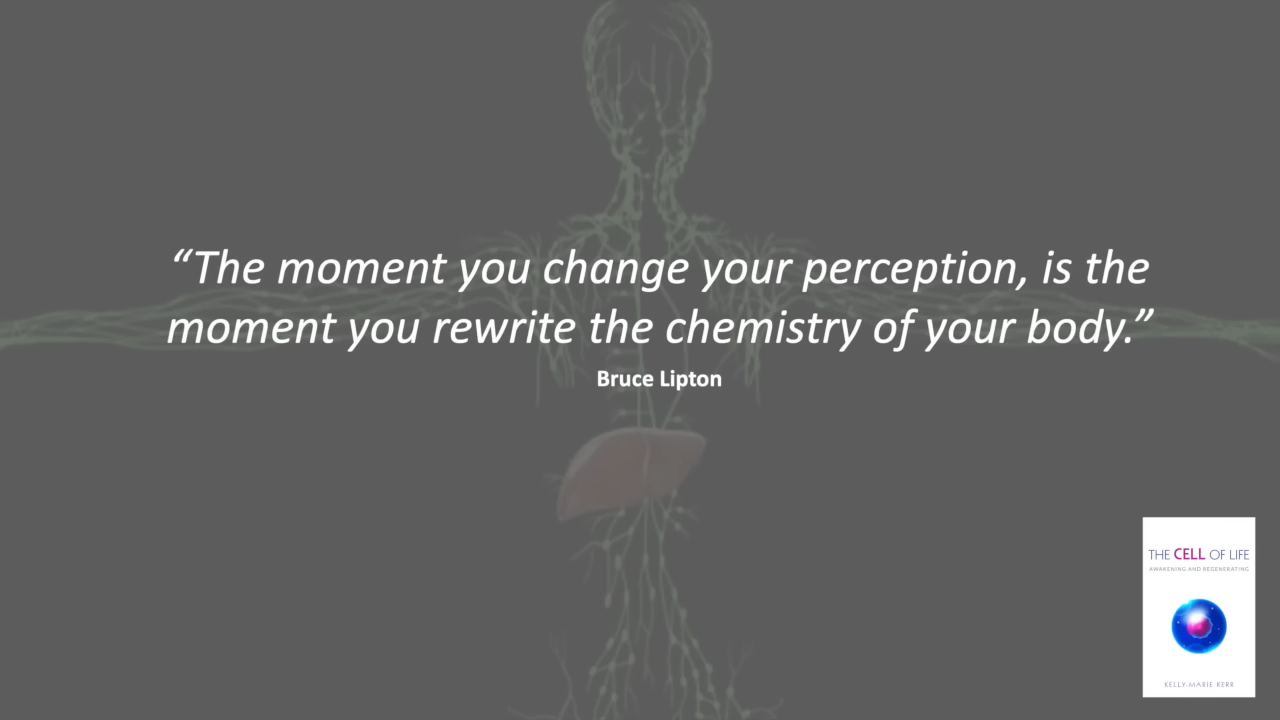 “The moment you change your perception, is the
moment you rewrite the chemistry of your body.”
Bruce Lipton
THE CELL OF LIFE
AWAKENING AND REGENERATING
KELLY-MARIE KERR